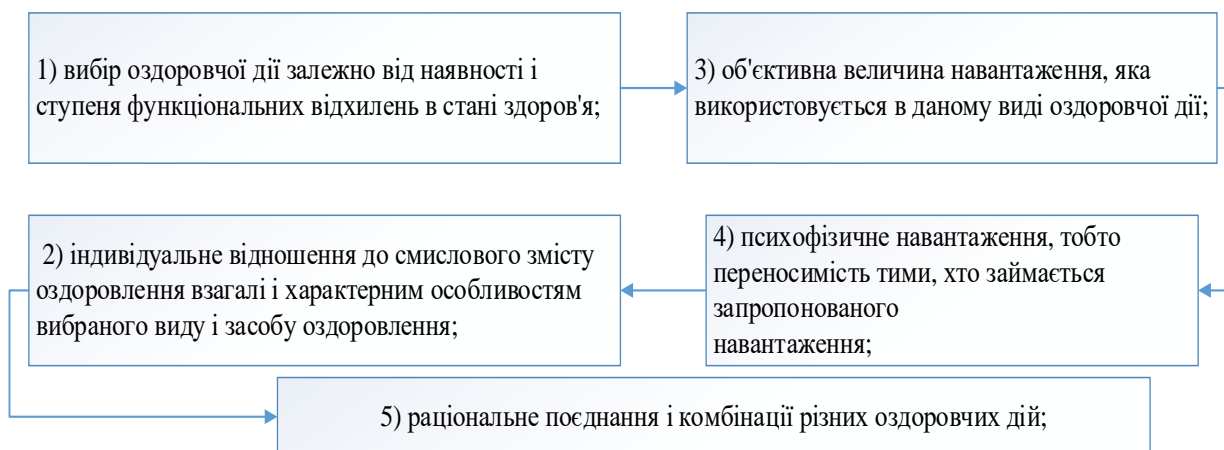 1) вибір оздоровчої дії залежно від наявності і
ступеня функціональних відхилень в стані здоров'я;
3) об'єктивна величина навантаження, яка
використовується в даному виді оздоровчої дії;
2) індивідуальне відношення до смислового змісту
оздоровлення взагалі і характерним особливостям
вибраного виду і засобу оздоровлення;
4) психофізичне навантаження, тобто
переносимість тими, хто займається
запропонованого
навантаження;
5) раціональне поєднання і комбінації різних оздоровчих дій;